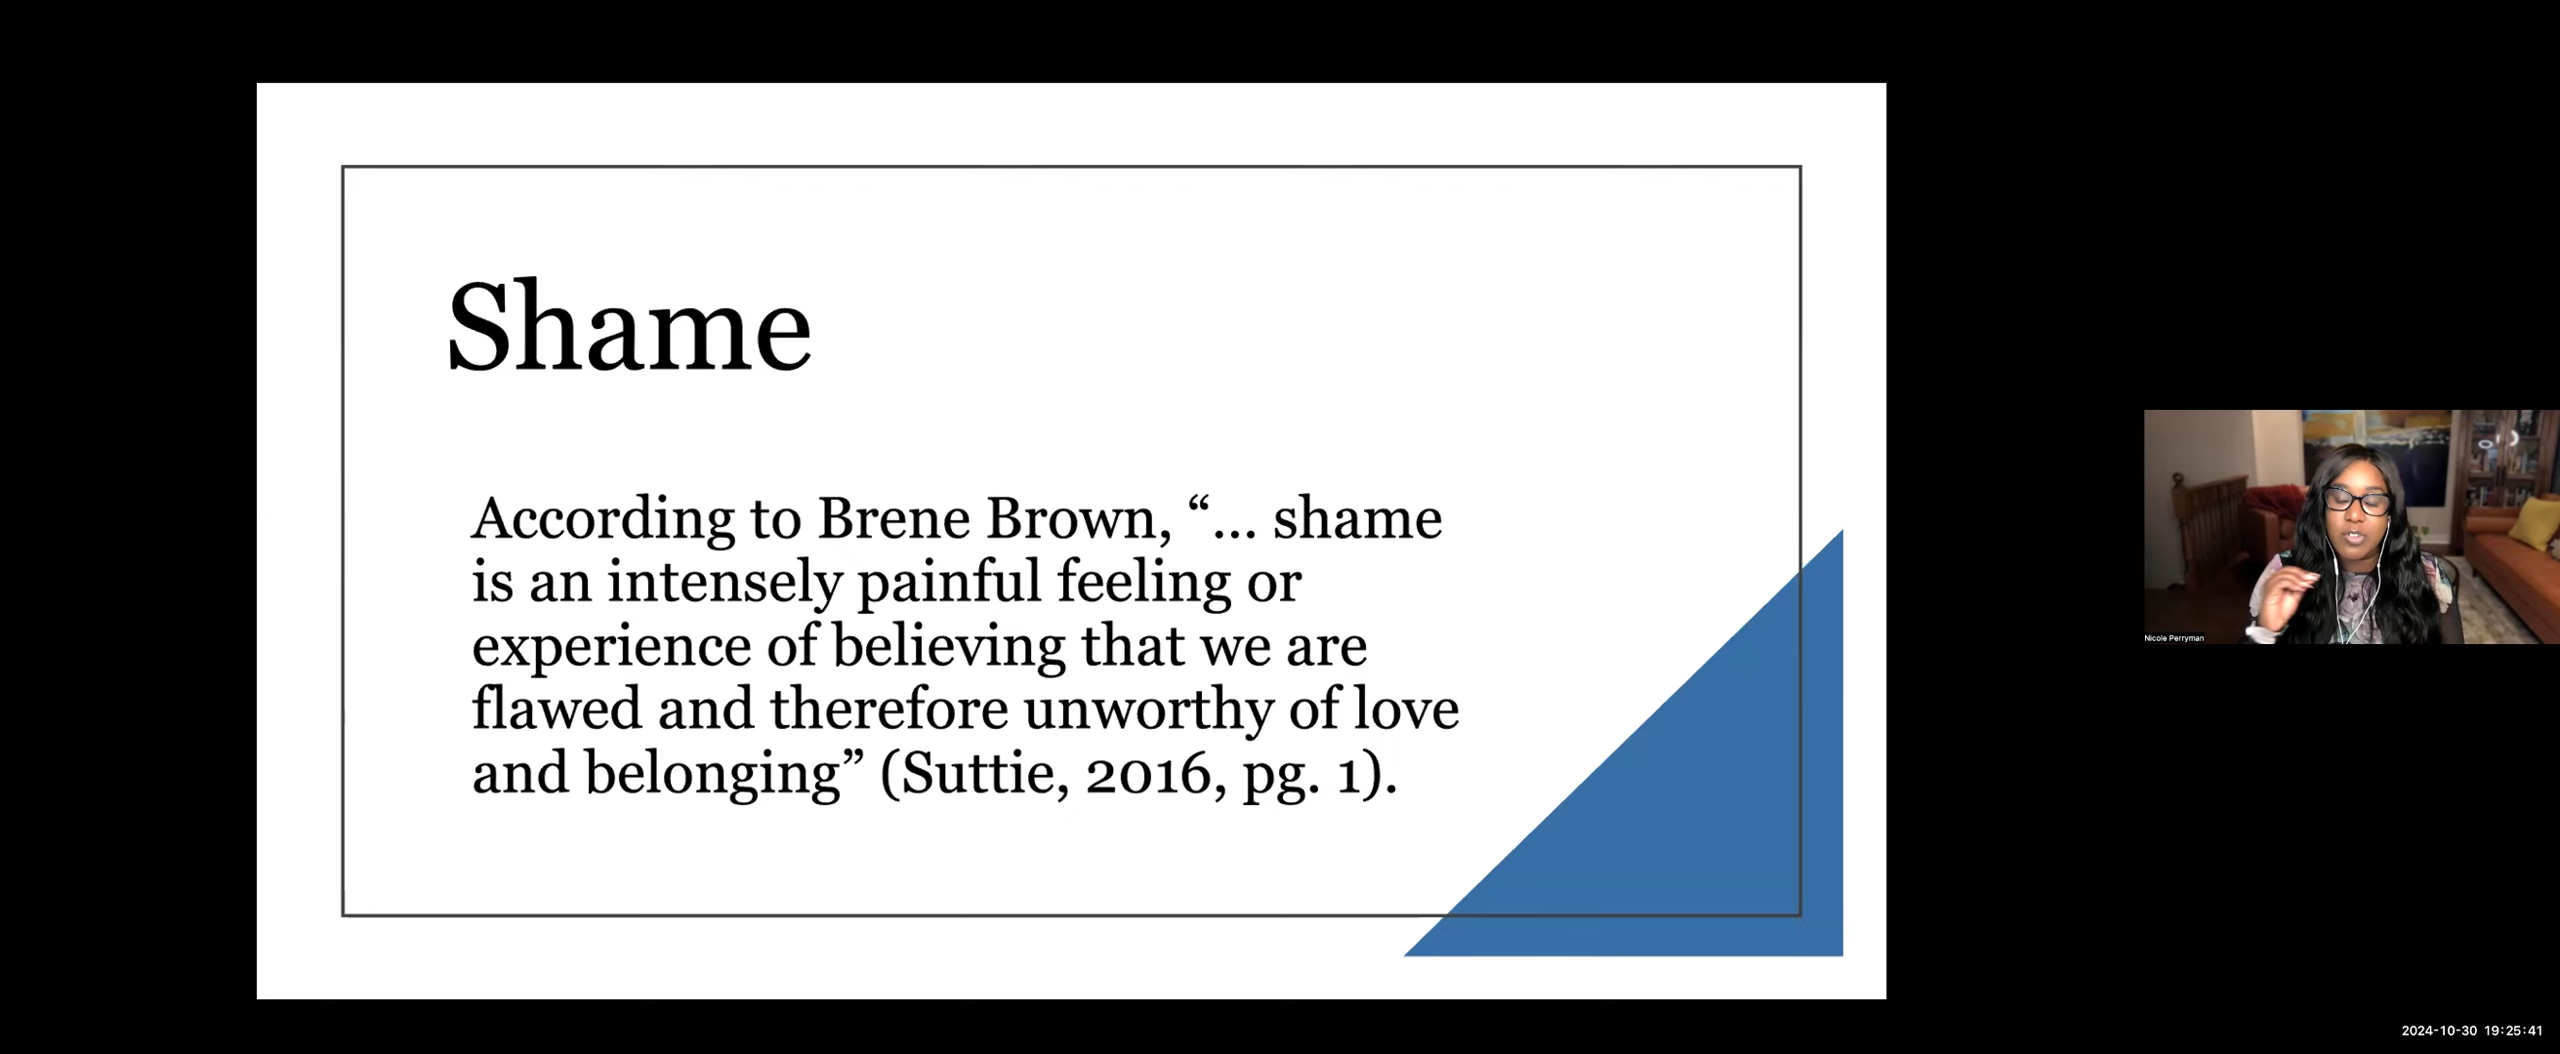 Shame
According to Brene Brown, “... shame
is an intensely painful feeling or
experience of believing that we are
flawed and therefore unworthy of love
and belonging” (Suttie, 2016, pg. 1).
Nicole Perryman
2024-10-30 19:25:41